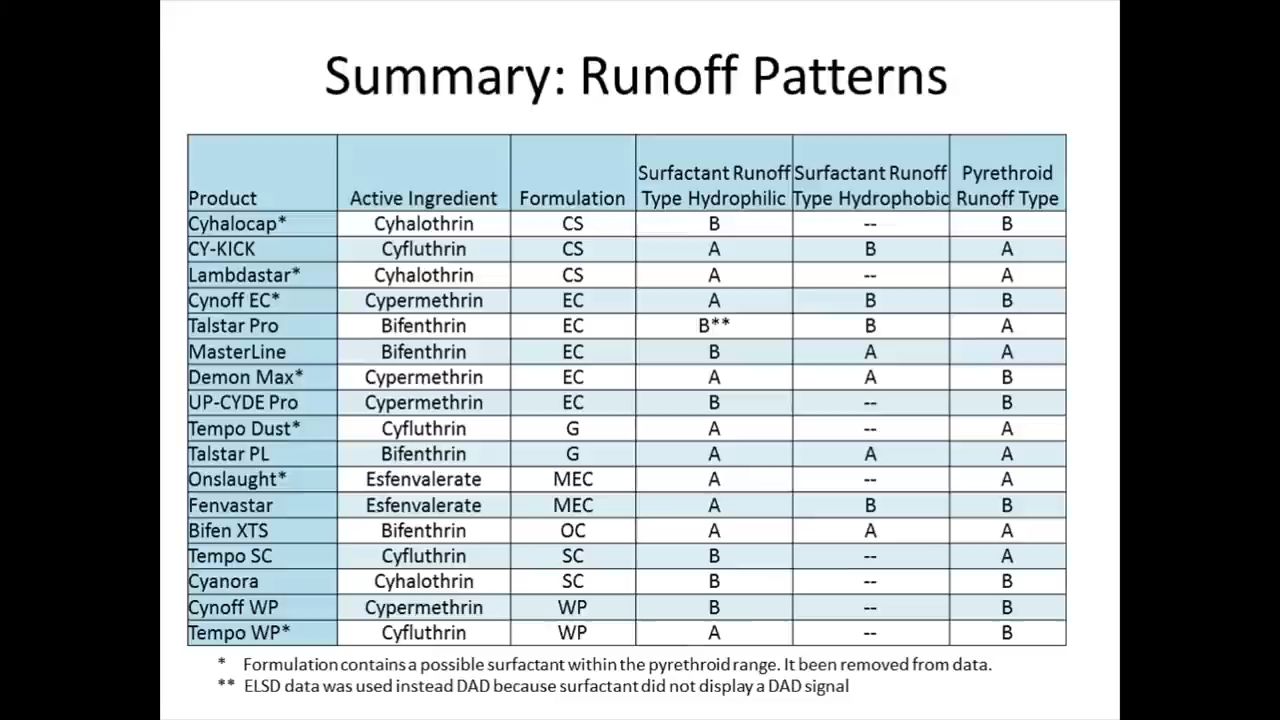 Summary: Runoff Patterns
Product Active Ingredient Formulation Surfactant Runoff Type Hydrophilic Surfactant Runoff Type Hydrophobic Pyrethroid Runoff Type
Cyhalocap* Cyhalothrin CS B -- B
CY-KICK Cyfluthrin CS A B A
Lambdastar* Cyhalothrin CS A -- A
Cynoff EC* Cypermethrin EC A B B
Talstar Pro Bifenthrin EC B** B A
MasterLine Bifenthrin EC B A A
Demon Max* Cypermethrin EC A A B
UP-CYDE Pro Cypermethrin EC B -- B
Tempo Dust* Cyfluthrin G A -- A
Talstar PL Bifenthrin G A A A
Onslaught* Esfenvalerate MEC A -- A
Fenvastar Esfenvalerate MEC A B B
Bifen XTS Bifenthrin OC A A A
Tempo SC Cyfluthrin SC B -- A
Cyanora Cyhalothrin SC B -- B
Cynoff WP Cypermethrin WP B -- B
Tempo WP* Cyfluthrin WP A -- B
* Formulation contains a possible surfactant within the pyrethroid range. It been removed from data.
** ELSD data was used instead DAD because surfactant did not display a DAD signal